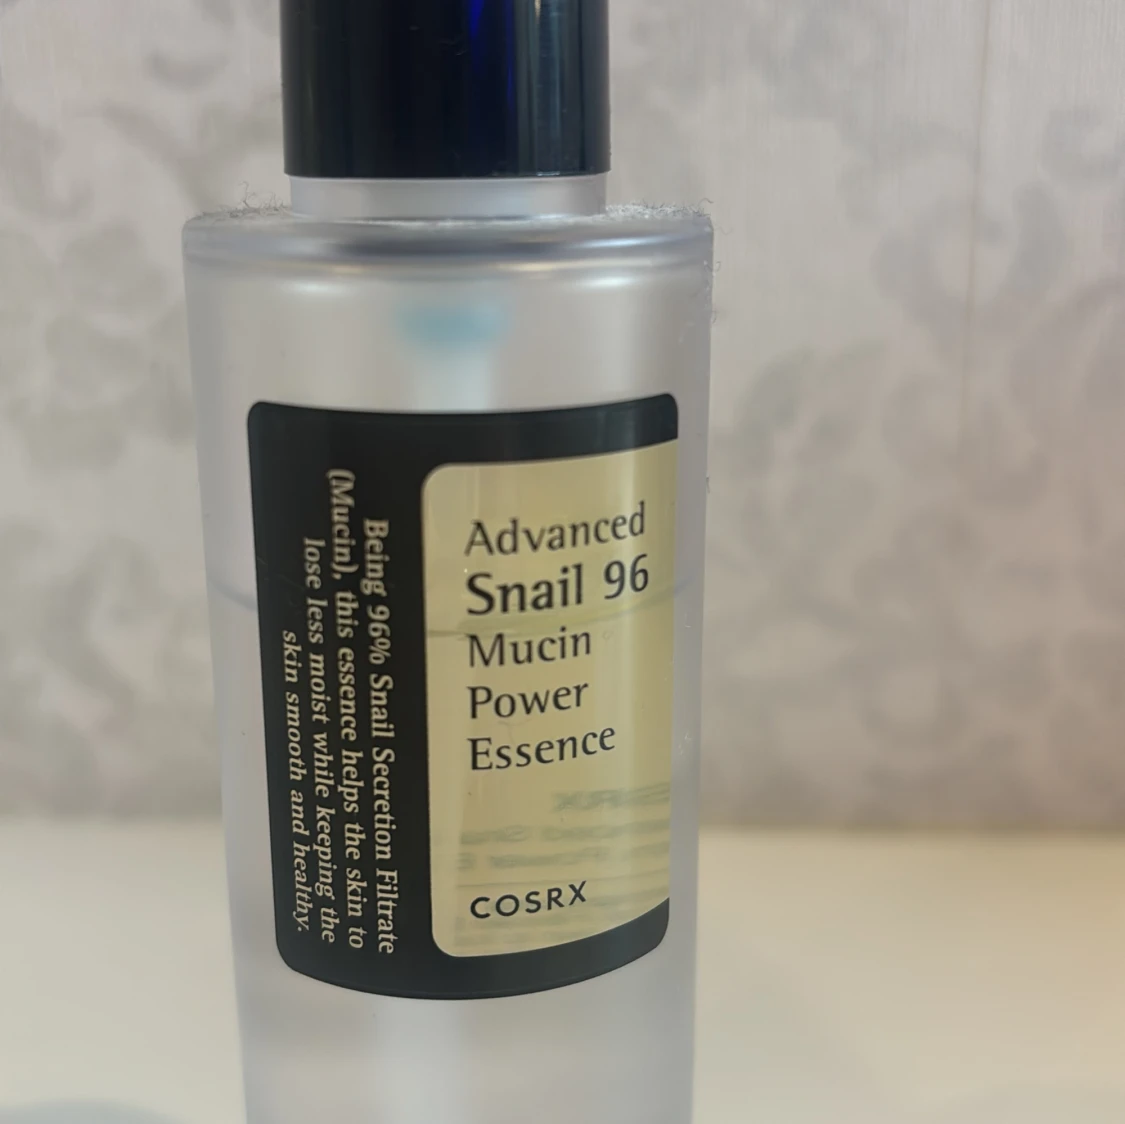 Advanced
Snail 96
Mucin
Power
Essence
COSRX
Being 96% Snail Secretion Filtrate
(Mucin), this essence helps the skin to
lose less moist while keeping the
skin smooth and healthy.